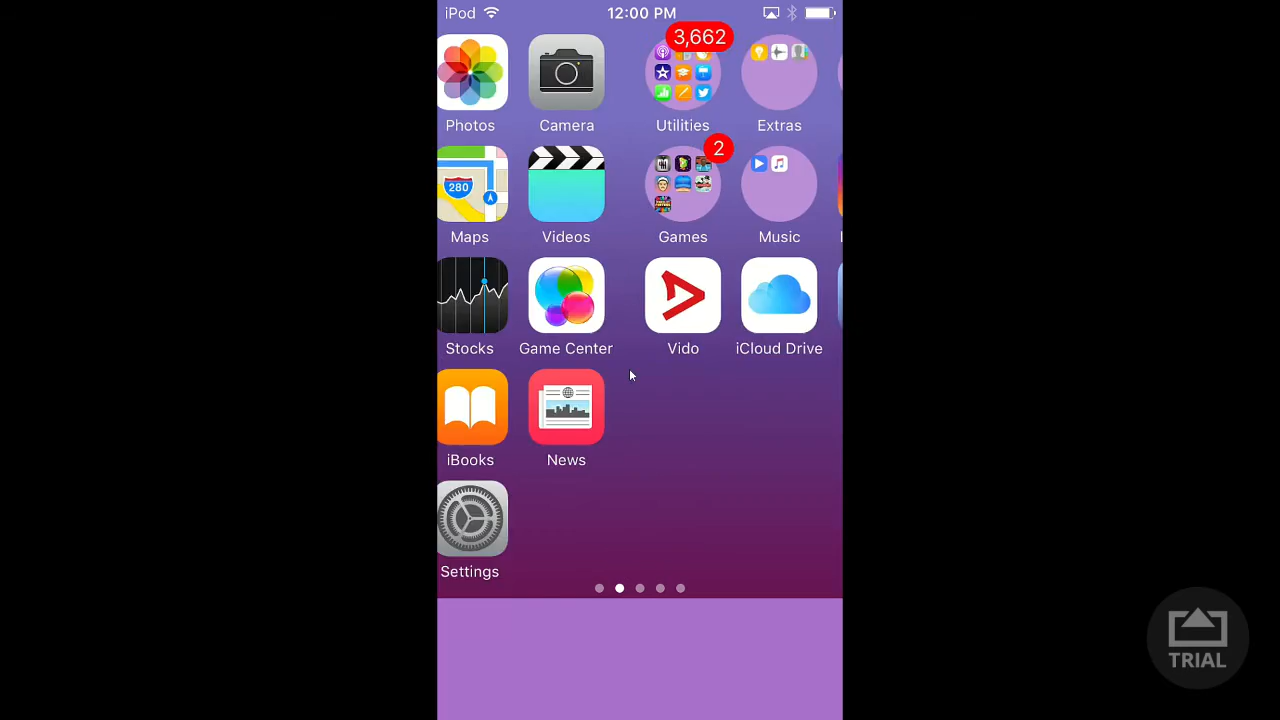 iPod 12:00 PM
3,662
Photos Camera Utilities Extras
280
2
Maps Videos Games Music
Stocks Game Center Vido iCloud Drive
iBooks News
Settings
TRIAL